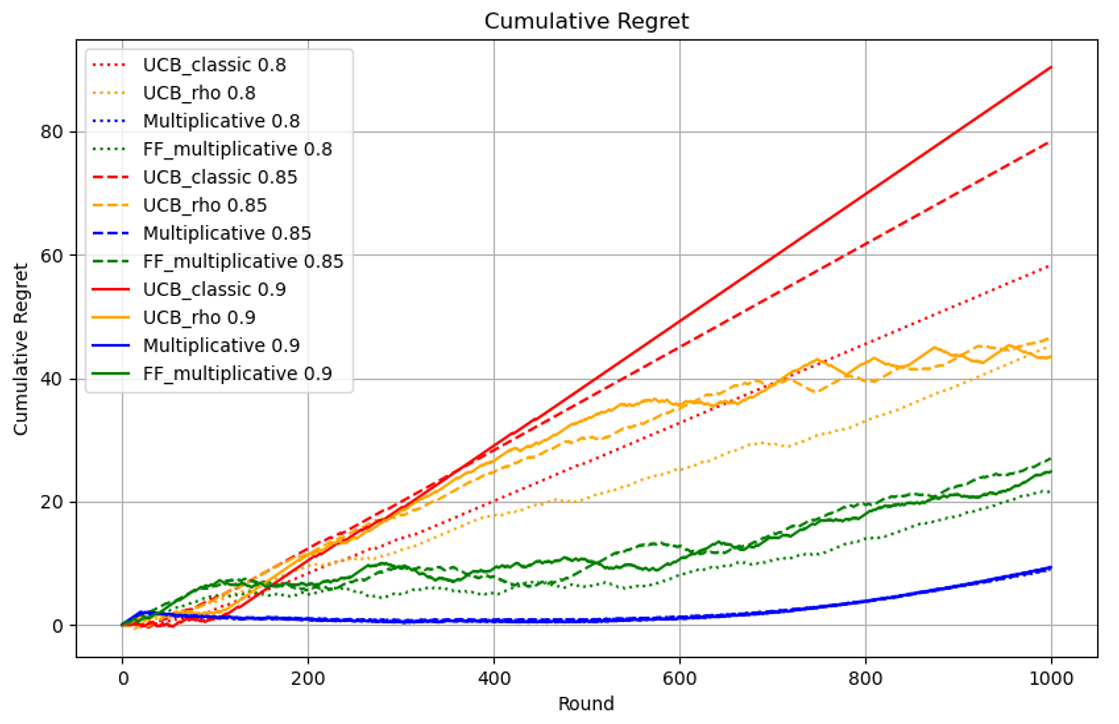 Cumulative Regret
UCB_classic 0.8
UCB_rho 0.8
Multiplicative 0.8
FF_multiplicative 0.8
UCB_classic 0.85
UCB_rho 0.85
Multiplicative 0.85
FF_multiplicative 0.85
UCB_classic 0.9
UCB_rho 0.9
Multiplicative 0.9
FF_multiplicative 0.9
Cumulative Regret
80
60
40
20
0
0 200 400 600 800 1000
Round